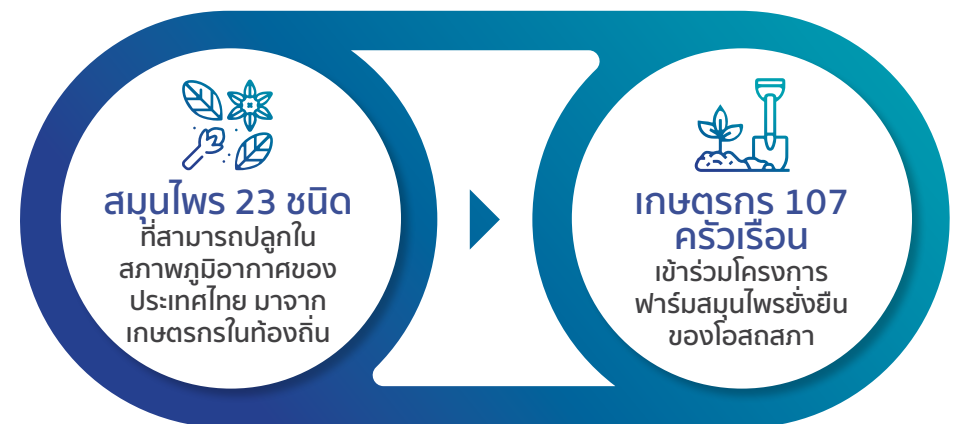 สมุนไพร 23 ชนิด
ที่สามารถปลูกใน
สภาพภูมิอากาศของ
ประเทศไทย มาจาก
เกษตรกรในท้องถิ่น
เกษตรกร 107
ครัวเรือน
เข้าร่วมโครงการ
ฟาร์มสมุนไพรยั่งยืน
ของโอสถสภา